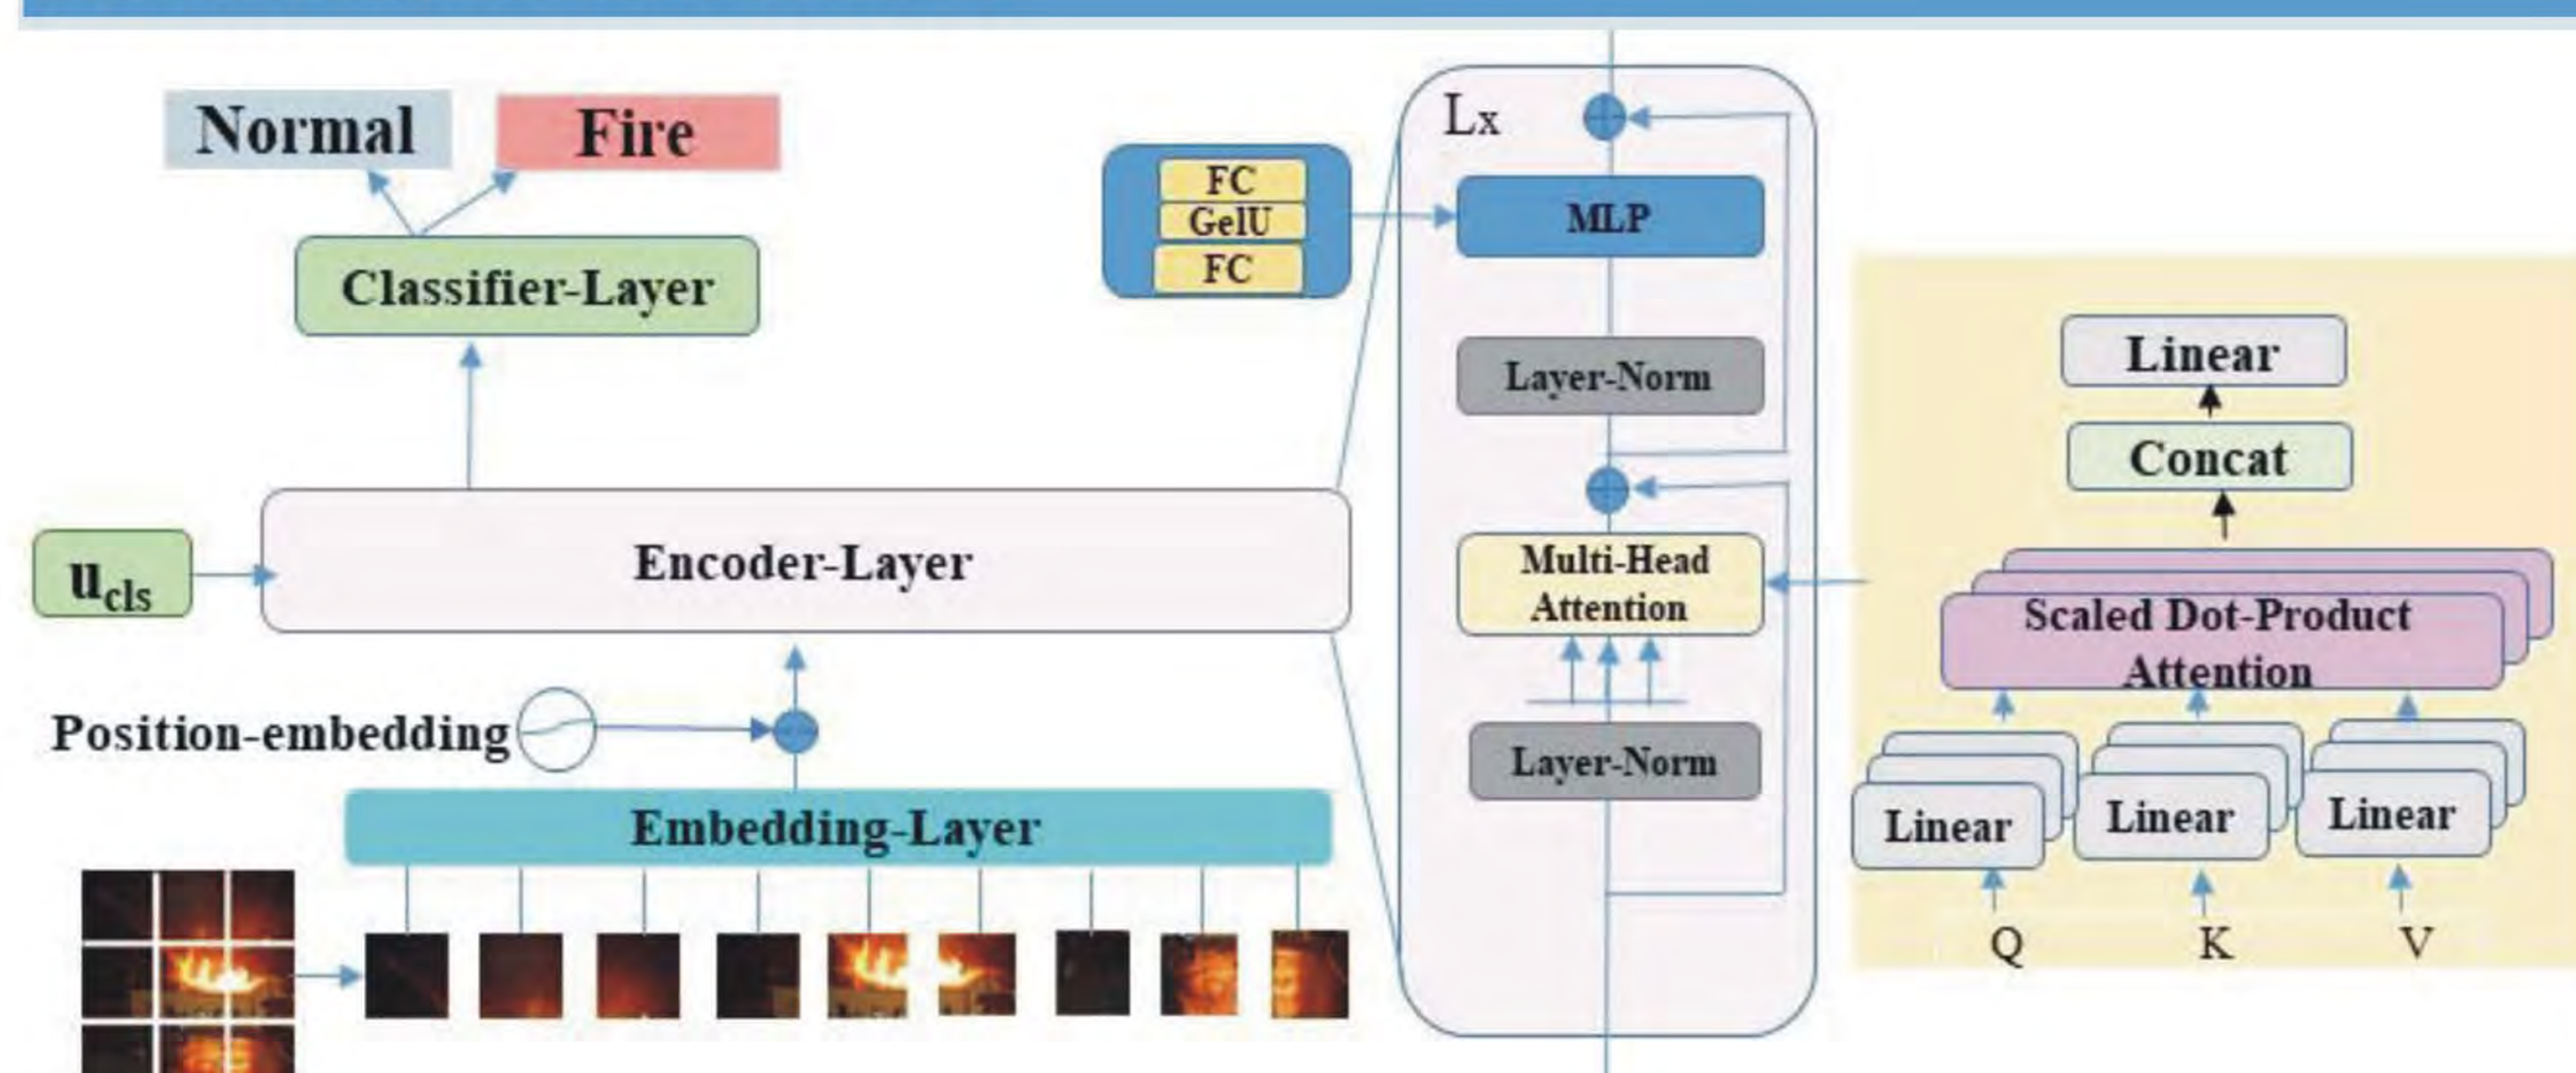 Normal
Fire
Classifier-Layer
u_cls
Encoder-Layer
Position-embedding
Embedding-Layer
FC
GelU
FC
Lx
MLP
Layer-Norm
Multi-Head
Attention
Layer-Norm
Linear
Concat
Scaled Dot-Product
Attention
Linear
Linear
Linear
Q
K
V